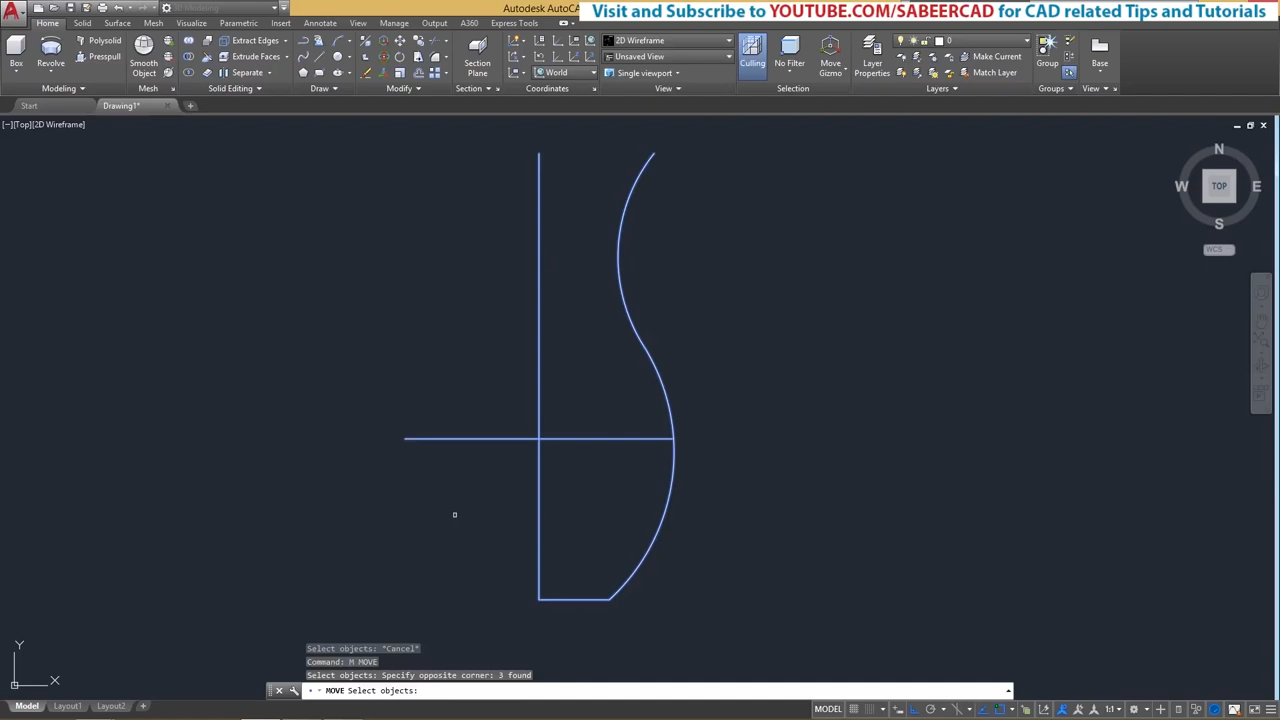 Autodesk AutoCAD
Visit and Subscribe to YOUTUBE.COM/SABEERCAD for CAD related Tips and Tutorials
Home Solid Surface Mesh Visualize Parametric Insert Annotate View Manage Output A360 Express Tools
Polysolid Extract Edges 2D Wireframe 0
Box Revolve Presspull Smooth Object Extrude Faces Section Plane Unsaved View Culling No Filter Move Gizmo Layer Properties Make Current Group Base
Separate World Single viewport Match Layer
Modeling Mesh Solid Editing Draw Modify Section Coordinates View Selection Layers Groups View
Start Drawing1*
[−][Top][2D Wireframe]
N
W TOP E
S
WCS
Y
X
Select objects: *Cancel*
Command: M MOVE
Select objects: Specify opposite corner: 3 found
MOVE Select objects:
Model Layout1 Layout2 MODEL 1:1